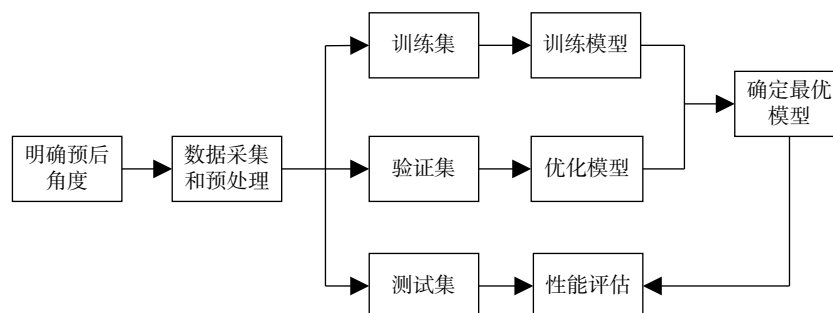 明确预后
角度
数据采集
和预处理
训练集
训练模型
验证集
优化模型
测试集
性能评估
确定最优
模型